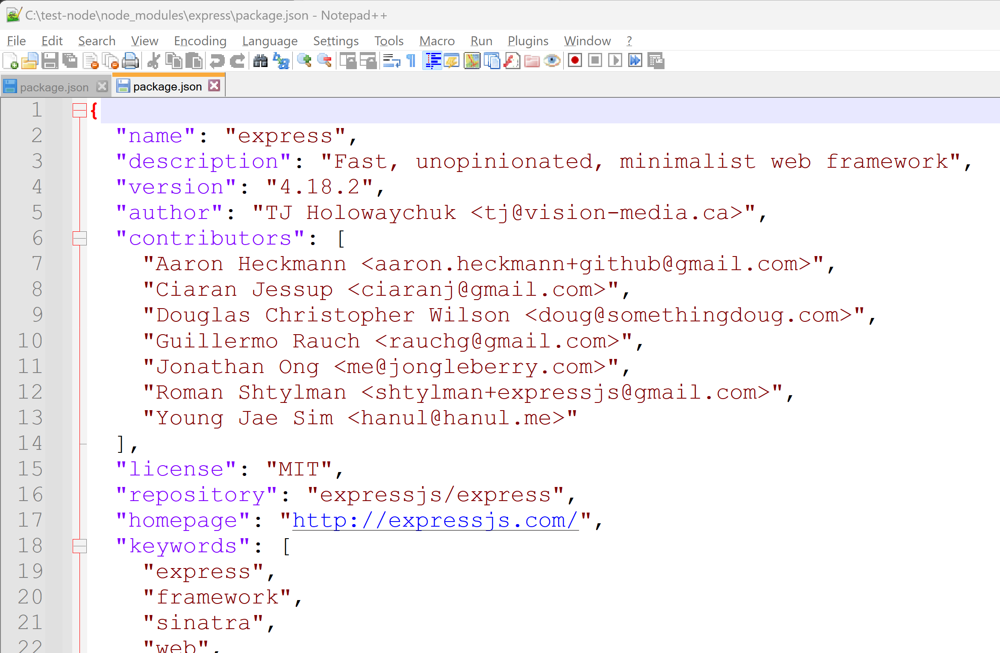 C:\test-node\node_modules\express\package.json - Notepad++
File Edit Search View Encoding Language Settings Tools Macro Run Plugins Window ?
package.json package.json
1 {
2 "name": "express",
3 "description": "Fast, unopinionated, minimalist web framework",
4 "version": "4.18.2",
5 "author": "TJ Holowaychuk <tj@vision-media.ca>",
6 "contributors": [
7 "Aaron Heckmann <aaron.heckmann+github@gmail.com>",
8 "Ciaran Jessup <ciaranj@gmail.com>",
9 "Douglas Christopher Wilson <doug@somethingdoug.com>",
10 "Guillermo Rauch <rauchg@gmail.com>",
11 "Jonathan Ong <me@jongleberry.com>",
12 "Roman Shtylman <shtylman+expressjs@gmail.com>",
13 "Young Jae Sim <hanul@hanul.me>"
14 ],
15 "license": "MIT",
16 "repository": "expressjs/express",
17 "homepage": "http://expressjs.com/",
18 "keywords": [
19 "express",
20 "framework",
21 "sinatra",
22 "web",